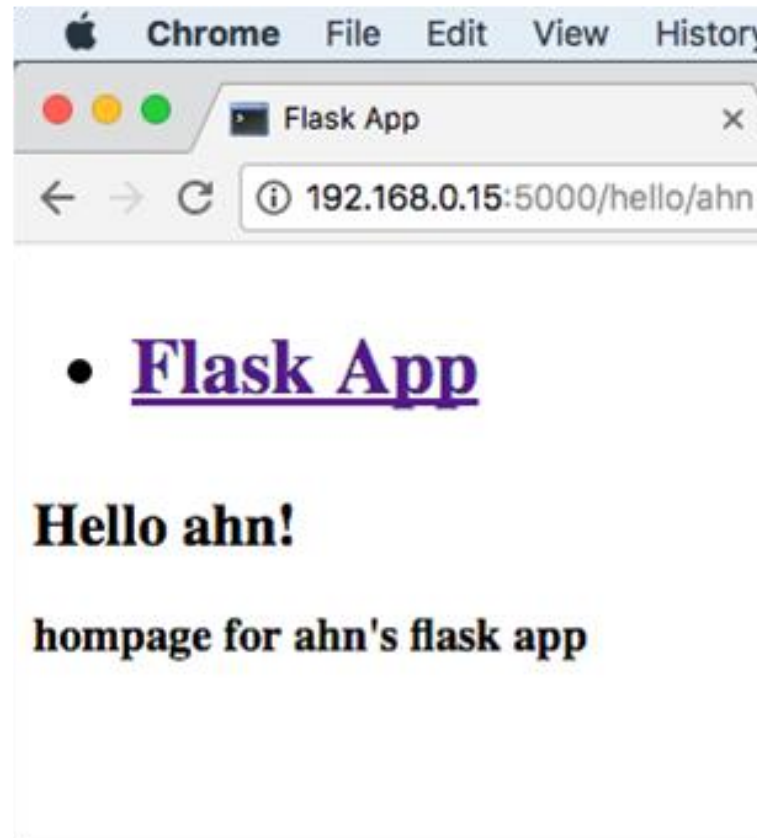 Chrome File Edit View History
Flask App
192.168.0.15:5000/hello/ahn
• Flask App
Hello ahn!
hompage for ahn's flask app